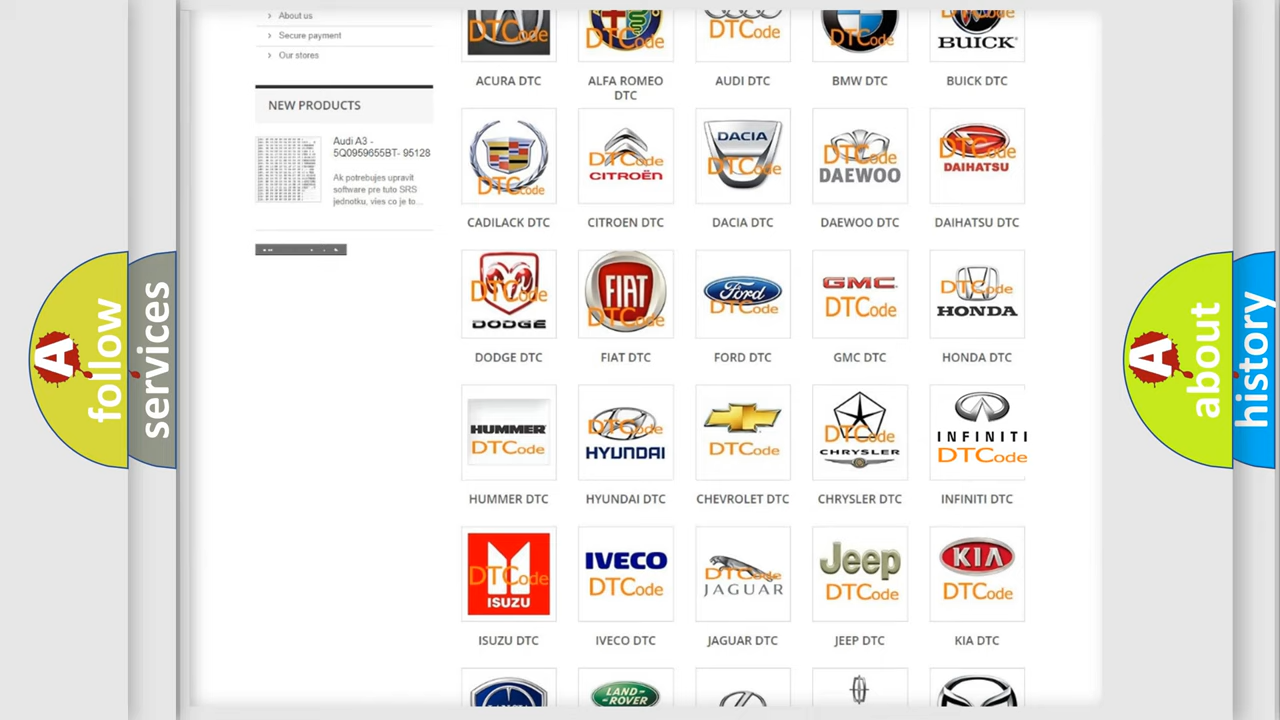 About us
Secure payment
Our stores
NEW PRODUCTS
Audi A3 -
5Q0959655BT- 95128
Ak potrebujes upravit
software pre tuto SRS
jednotku, vies co je to...
DTCode
DTCode
DTCode
DTCode
DTCode
BUICK
ACURA DTC
ALFA ROMEO
DTC
AUDI DTC
BMW DTC
BUICK DTC
DTCode
DTCode
CITROËN
DACIA
DTCode
DTCode
DAEWOO
DTCode
DAIHATSU
CADILACK DTC
CITROEN DTC
DACIA DTC
DAEWOO DTC
DAIHATSU DTC
DTCode
DODGE
FIAT
DTCode
Ford
DTCode
GMC
DTCode
DTCode
HONDA
DODGE DTC
FIAT DTC
FORD DTC
GMC DTC
HONDA DTC
HUMMER
DTCode
DTCode
HYUNDAI
DTCode
DTCode
CHRYSLER
INFINITI
DTCode
HUMMER DTC
HYUNDAI DTC
CHEVROLET DTC
CHRYSLER DTC
INFINITI DTC
DTCode
ISUZU
IVECO
DTCode
DTCode
JAGUAR
Jeep
DTCode
KIA
DTCode
ISUZU DTC
IVECO DTC
JAGUAR DTC
JEEP DTC
KIA DTC
LAND-
ROVER
A follow
services
A about
history